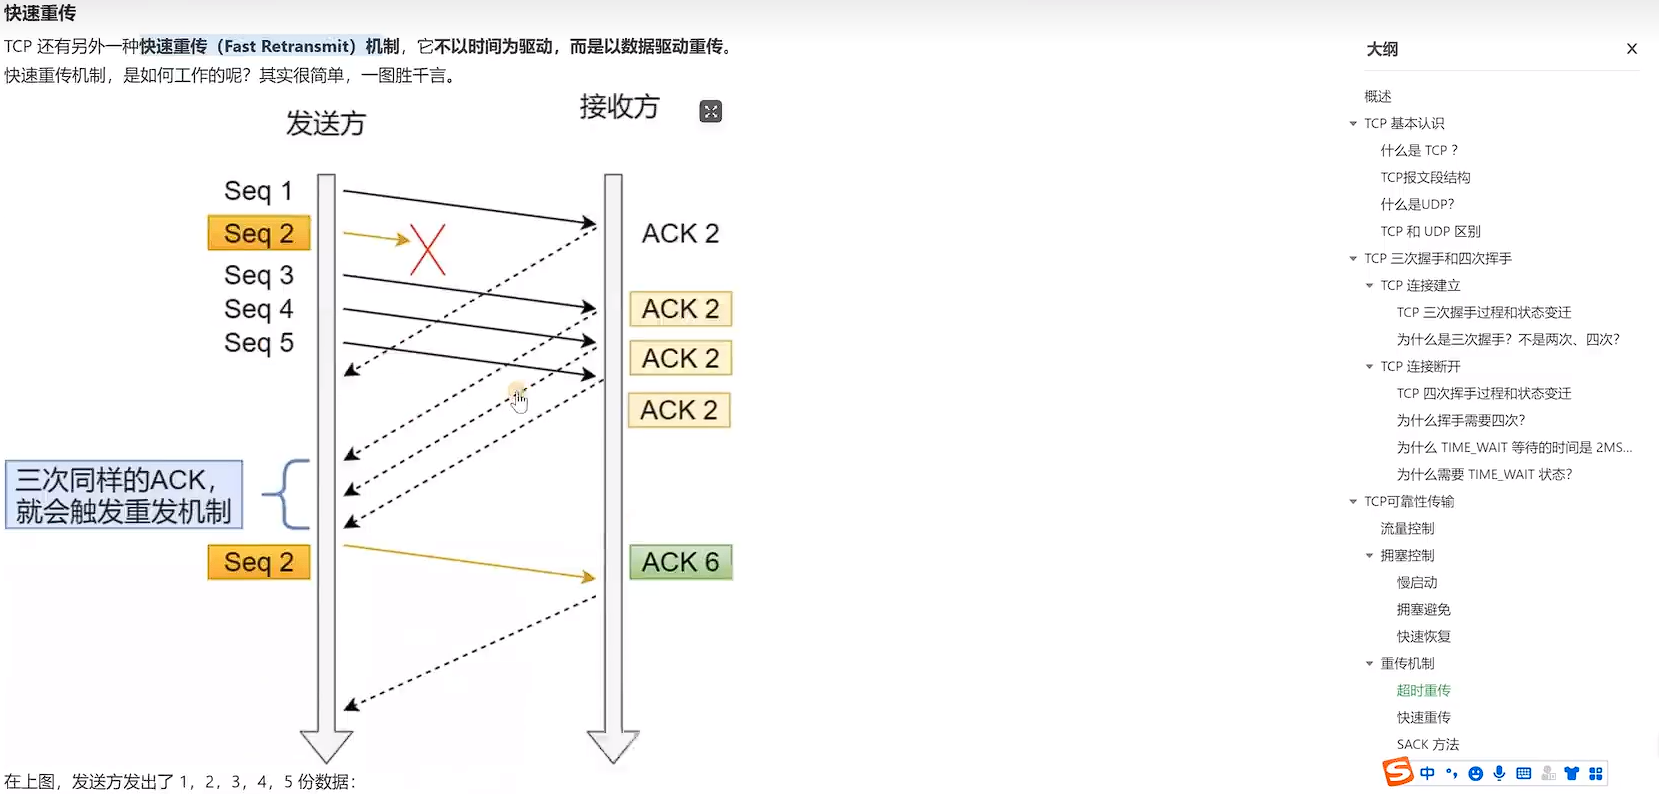 快速重传
TCP 还有另外一种快速重传（Fast Retransmit）机制，它不以时间为驱动，而是以数据驱动重传。
快速重传机制，是如何工作的呢？其实很简单，一图胜千言。
发送方
接收方
Seq 1
Seq 2
ACK 2
Seq 3
Seq 4
ACK 2
Seq 5
ACK 2
ACK 2
三次同样的ACK，
就会触发重发机制
Seq 2
ACK 6
在上图，发送方发出了 1，2，3，4，5 份数据：
大纲
概述
TCP 基本认识
什么是 TCP ？
TCP报文段结构
什么是UDP?
TCP 和 UDP 区别
TCP 三次握手和四次挥手
TCP 连接建立
TCP 三次握手过程和状态变迁
为什么是三次握手？不是两次、四次？
TCP 连接断开
TCP 四次挥手过程和状态变迁
为什么挥手需要四次？
为什么 TIME_WAIT 等待的时间是 2MS...
为什么需要 TIME_WAIT 状态？
TCP可靠性传输
流量控制
拥塞控制
慢启动
拥塞避免
快速恢复
重传机制
超时重传
快速重传
SACK 方法
S 中